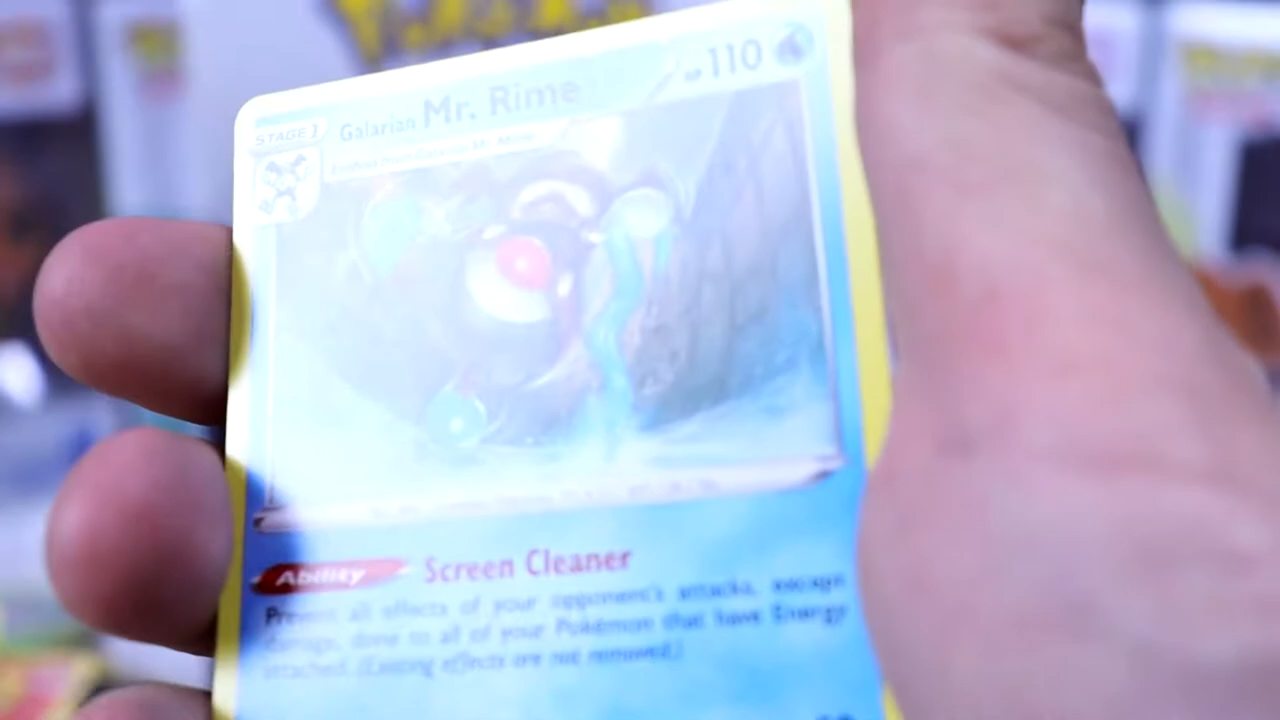 Pokémon
STAGE 1
Galarian Mr. Rime
HP 110
Evolves from Galarian Mr. Mime
Ability Screen Cleaner
Prevent all effects of your opponent's attacks, except
damage, done to all of your Pokémon that have Energy
attached. (Existing effects are not removed.)